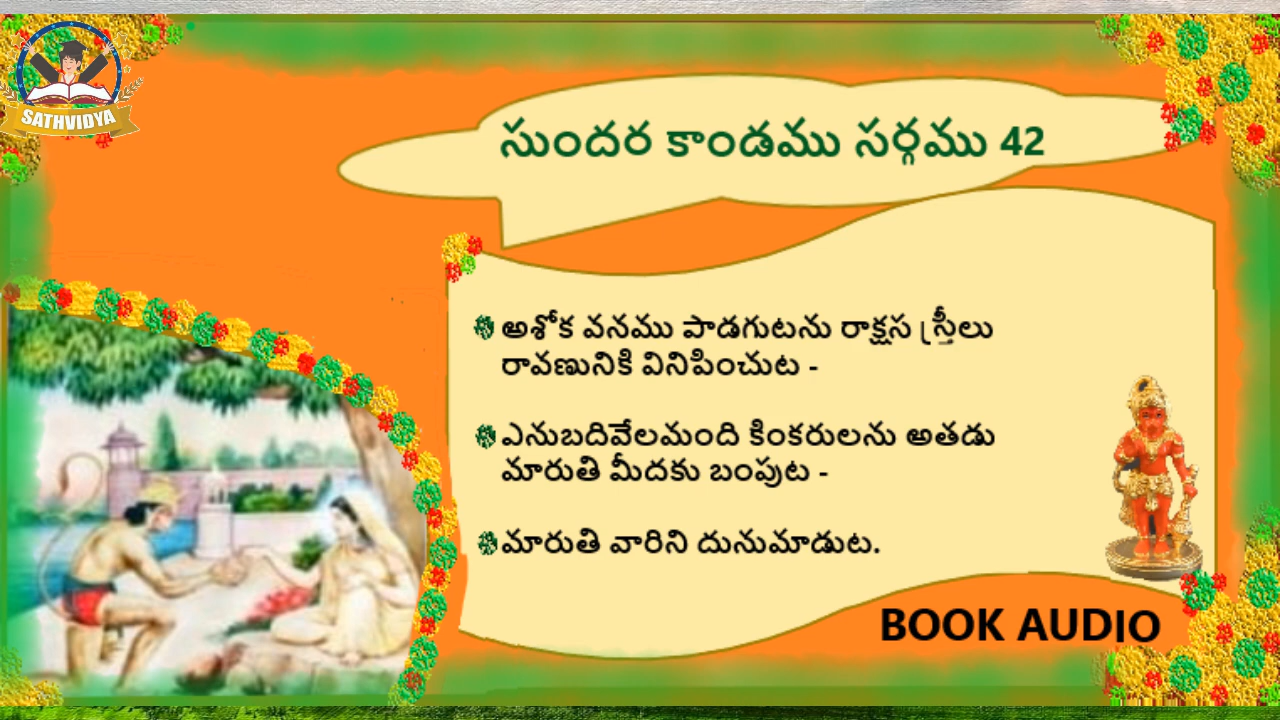 SATHVIDYA
సుందర కాండము సర్గము 42
అశోక వనము పాడగుటను రాక్షస స్త్రీలు
రావణునికి వినిపించుట -
ఎనుబదివేలమంది కింకరులను అతడు
మారుతి మీదకు బంపుట -
మారుతి వారిని దునుమాడుట.
BOOK AUDIO